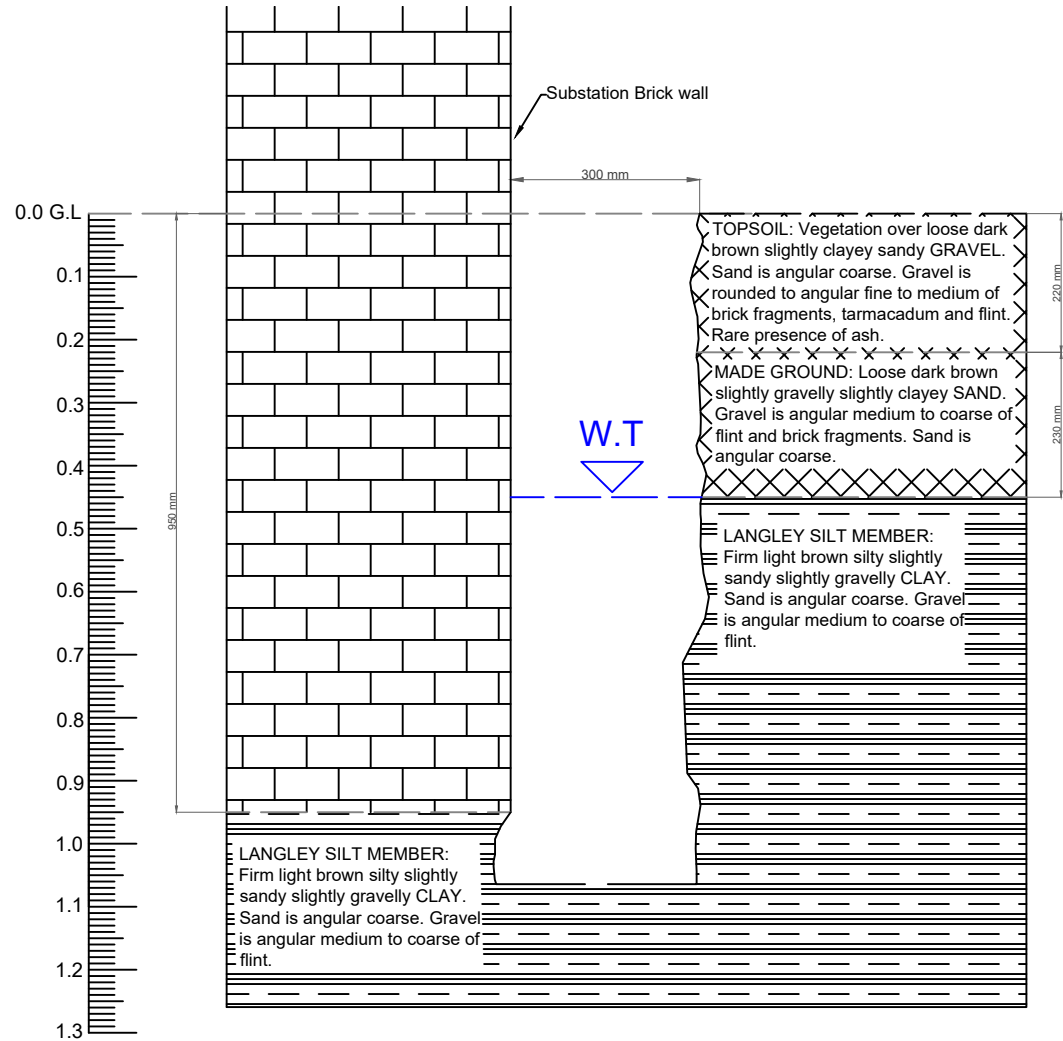 Substation Brick wall
300 mm
0.0 G.L
0.1
0.2
0.3
0.4
0.5
0.6
0.7
0.8
0.9
1.0
1.1
1.2
1.3
950 mm
W.T
TOPSOIL: Vegetation over loose dark
brown slightly clayey sandy GRAVEL.
Sand is angular coarse. Gravel is
rounded to angular fine to medium of
brick fragments, tarmacadum and flint.
Rare presence of ash.
220 mm
MADE GROUND: Loose dark brown
slightly gravelly slightly clayey SAND.
Gravel is angular medium to coarse of
flint and brick fragments. Sand is
angular coarse.
230 mm
LANGLEY SILT MEMBER:
Firm light brown silty slightly
sandy slightly gravelly CLAY.
Sand is angular coarse. Gravel
is angular medium to coarse of
flint.
LANGLEY SILT MEMBER:
Firm light brown silty slightly
sandy slightly gravelly CLAY.
Sand is angular coarse. Gravel
is angular medium to coarse of
flint.